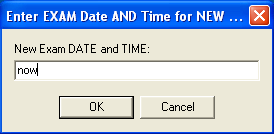 Enter EXAM Date AND Time for NEW ...
New Exam DATE and TIME:
now
OK
Cancel